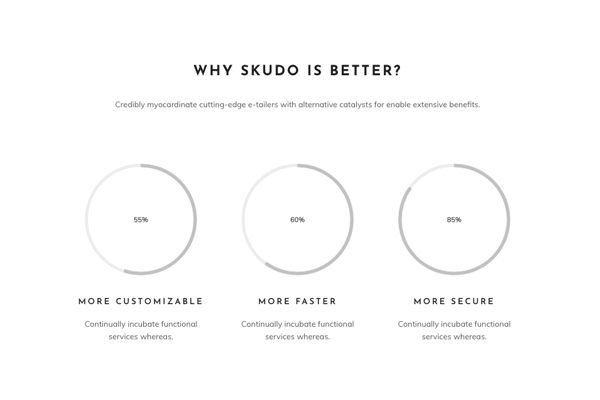 WHY SKUDO IS BETTER?
Credibly myocardinate cutting-edge e-tailers with alternative catalysts for enable extensive benefits.
55%
60%
85%
MORE CUSTOMIZABLE
MORE FASTER
MORE SECURE
Continually incubate functional
services whereas.
Continually incubate functional
services whereas.
Continually incubate functional
services whereas.